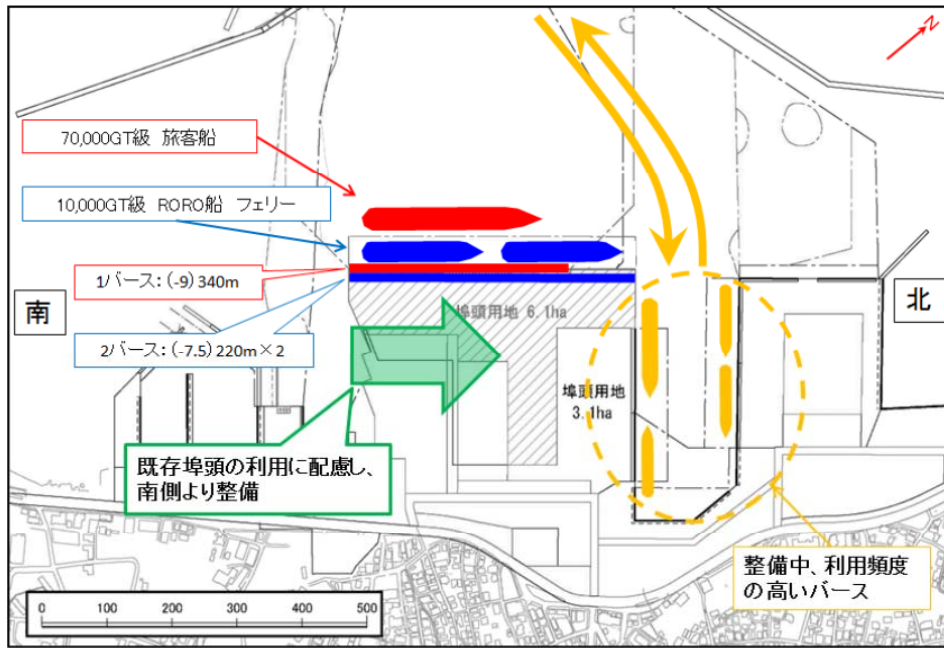 N
70,000GT級 旅客船
10,000GT級 RORO船 フェリー
1バース:(-9)340m
南
北
埠頭用地 6.1ha
2バース:(-7.5)220m×2
埠頭用地
3.1ha
既存埠頭の利用に配慮し、
南側より整備
整備中、利用頻度
の高いバース
0 100 200 300 400 500